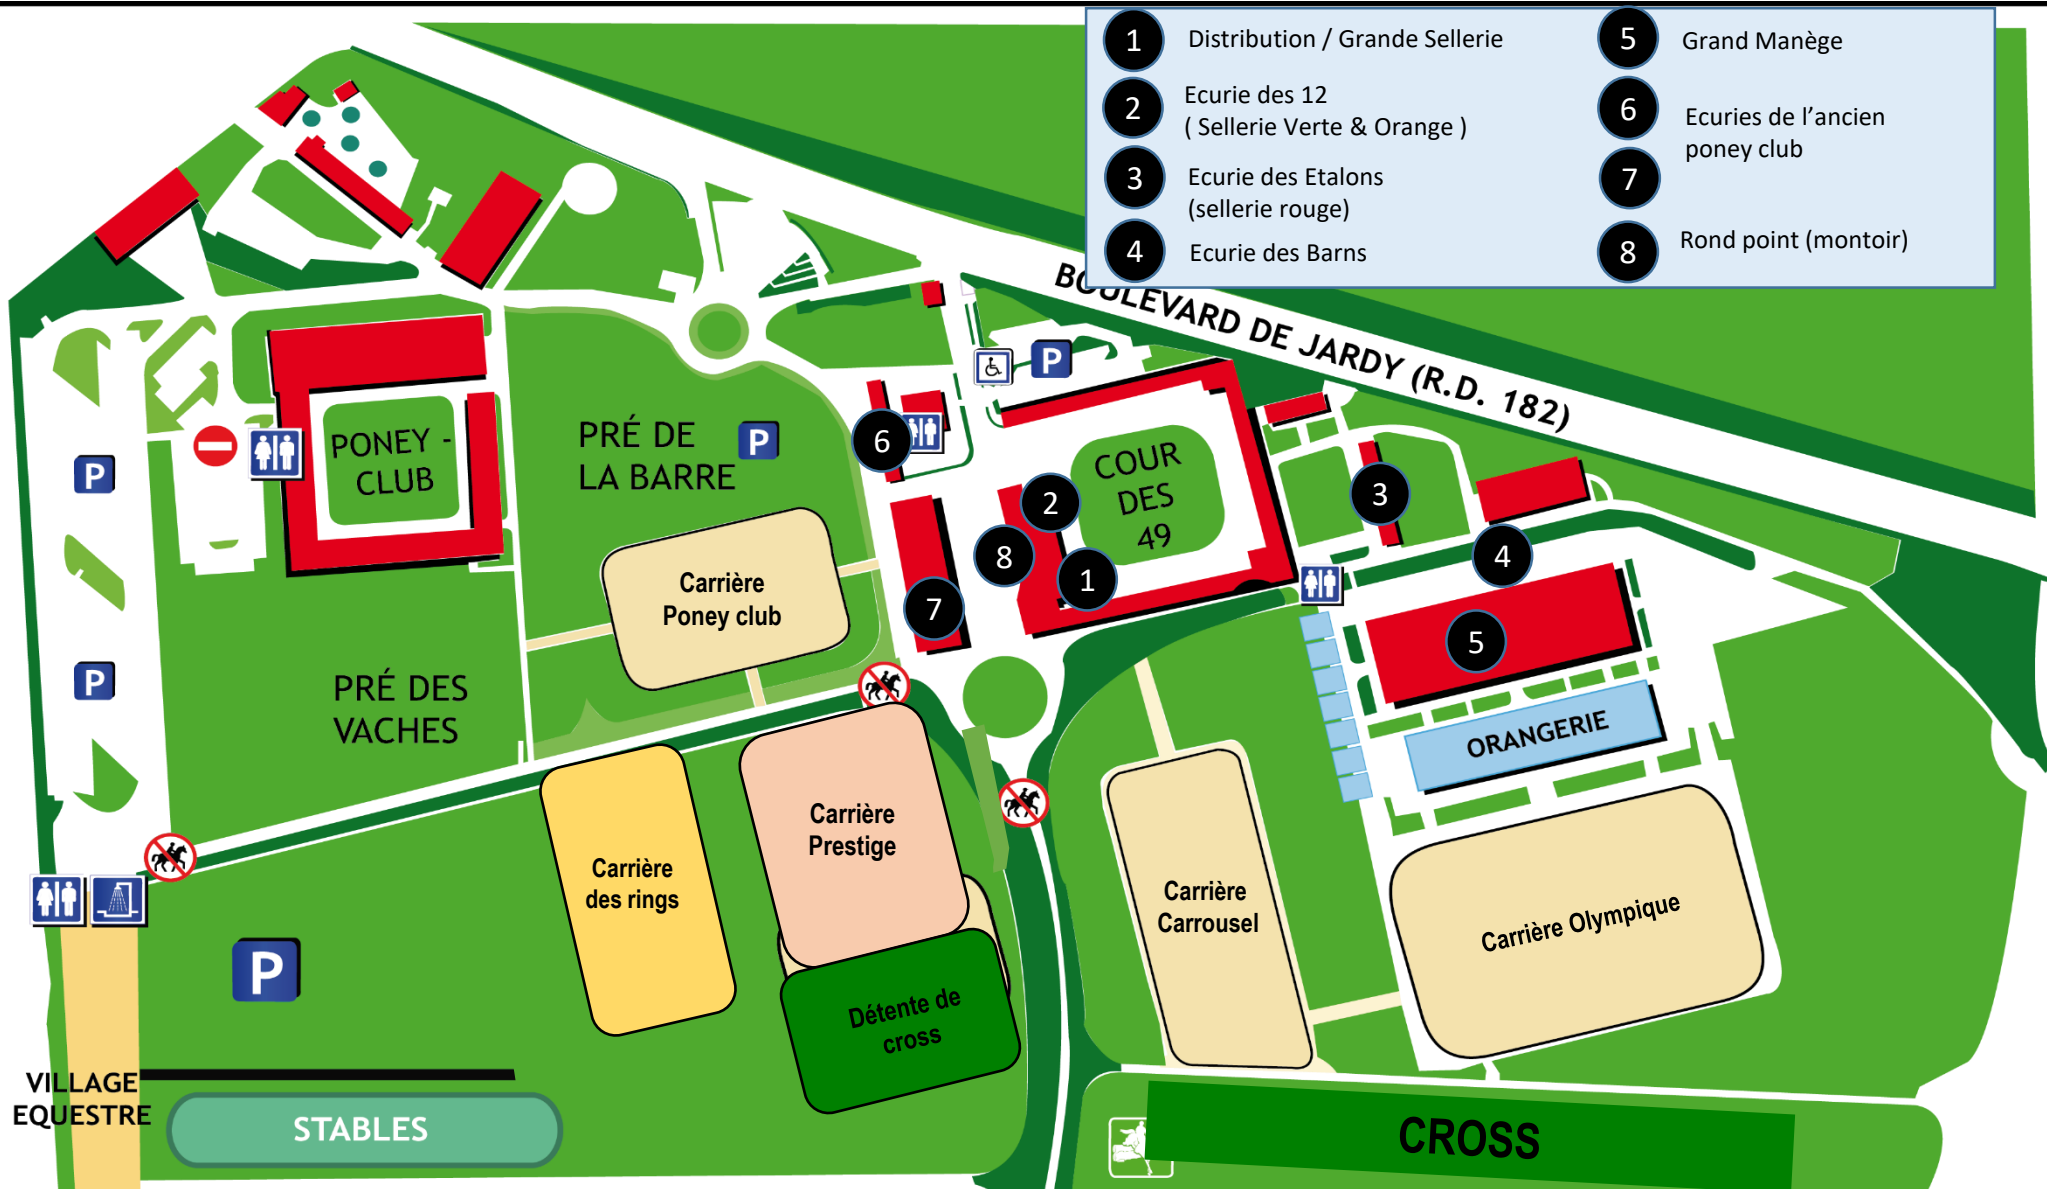 1 Distribution / Grande Sellerie
2 Ecurie des 12
( Sellerie Verte & Orange )
3 Ecurie des Etalons
(sellerie rouge)
4 Ecurie des Barns
5 Grand Manège
6 Ecuries de l’ancien
poney club
7
8 Rond point (montoir)
BOULEVARD DE JARDY (R.D. 182)
P
PONEY -
CLUB
PRÉ DE
LA BARRE
P
6
COUR
DES
49
2
3
P
8
1
4
Carrière
Poney club
7
5
P
PRÉ DES
VACHES
ORANGERIE
Carrière
Prestige
Carrière
des rings
Carrière
Carrousel
Carrière Olympique
P
Détente de
cross
VILLAGE
EQUESTRE
STABLES
CROSS